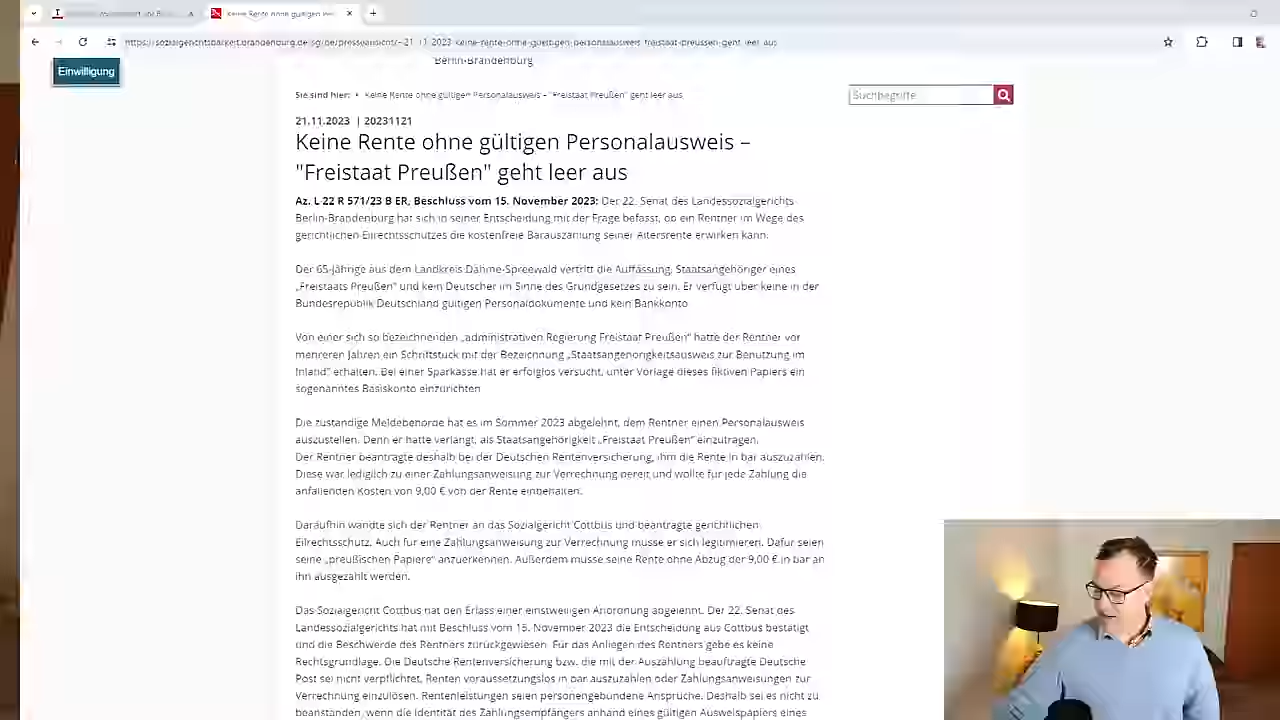 Keine Rente ohne gültigen Per
https://sozialgerichtsbarkeit.brandenburg.de
Einwilligung
Berlin-Brandenburg
Sie sind hier: Keine Rente ohne gültigen Personalausweis – "Freistaat Preußen" geht leer aus
Suchbegriffe
21.11.2023 | 20231121
Keine Rente ohne gültigen Personalausweis –
"Freistaat Preußen" geht leer aus
Az. L 22 R 571/23 B ER, Beschluss vom 15. November 2023: Der 22. Senat des Landessozialgerichts
Berlin-Brandenburg hat sich in seiner Entscheidung mit der Frage befasst, ob ein Rentner im Wege des
gerichtlichen Eilrechtsschutzes die kostenfreie Barauszahlung seiner Altersrente erwirken kann.
Der 65-jährige aus dem Landkreis Dahme-Spreewald vertritt die Auffassung, Staatsangehöriger eines
„Freistaats Preußen“ und kein Deutscher im Sinne des Grundgesetzes zu sein. Er verfügt über keine in der
Bundesrepublik Deutschland gültigen Personaldokumente und kein Bankkonto.
Von einer sich so bezeichnenden „administrativen Regierung Freistaat Preußen“ hatte der Rentner vor
mehreren Jahren ein Schriftstück mit der Bezeichnung „Staatsangehörigkeitsausweis zur Benutzung im
Inland“ erhalten. Bei einer Sparkasse hat er erfolglos versucht, unter Vorlage dieses fiktiven Papiers ein
sogenanntes Basiskonto einzurichten.
Die zuständige Meldebehörde hat es im Sommer 2023 abgelehnt, dem Rentner einen Personalausweis
auszustellen. Denn er hatte verlangt, als Staatsangehörigkeit „Freistaat Preußen“ einzutragen.
Der Rentner beantragte deshalb bei der Deutschen Rentenversicherung, ihm die Rente in bar auszuzahlen.
Diese war lediglich zu einer Zahlungsanweisung zur Verrechnung bereit und wollte für jede Zahlung die
anfallenden Kosten von 9,00 € von der Rente einbehalten.
Daraufhin wandte sich der Rentner an das Sozialgericht Cottbus und beantragte gerichtlichen
Eilrechtsschutz. Auch für eine Zahlungsanweisung zur Verrechnung müsse er sich legitimieren. Dafür seien
seine „preußischen Papiere“ anzuerkennen. Außerdem müsse seine Rente ohne Abzug der 9,00 € in bar an
ihn ausgezahlt werden.
Das Sozialgericht Cottbus hat den Erlass einer einstweiligen Anordnung abgelehnt. Der 22. Senat des
Landessozialgerichts hat mit Beschluss vom 15. November 2023 die Entscheidung aus Cottbus bestätigt
und die Beschwerde des Rentners zurückgewiesen. Für das Anliegen des Rentners gebe es keine
Rechtsgrundlage. Die Deutsche Rentenversicherung bzw. die mit der Auszahlung beauftragte Deutsche
Post sei nicht verpflichtet, Renten voraussetzungslos in bar auszuzahlen oder Zahlungsanweisungen zur
Verrechnung einzulösen. Rentenleistungen seien personengebundene Ansprüche. Deshalb sei es nicht zu
beanstanden, wenn die Identität des Zahlungsempfängers anhand eines gültigen Ausweispapiers eines